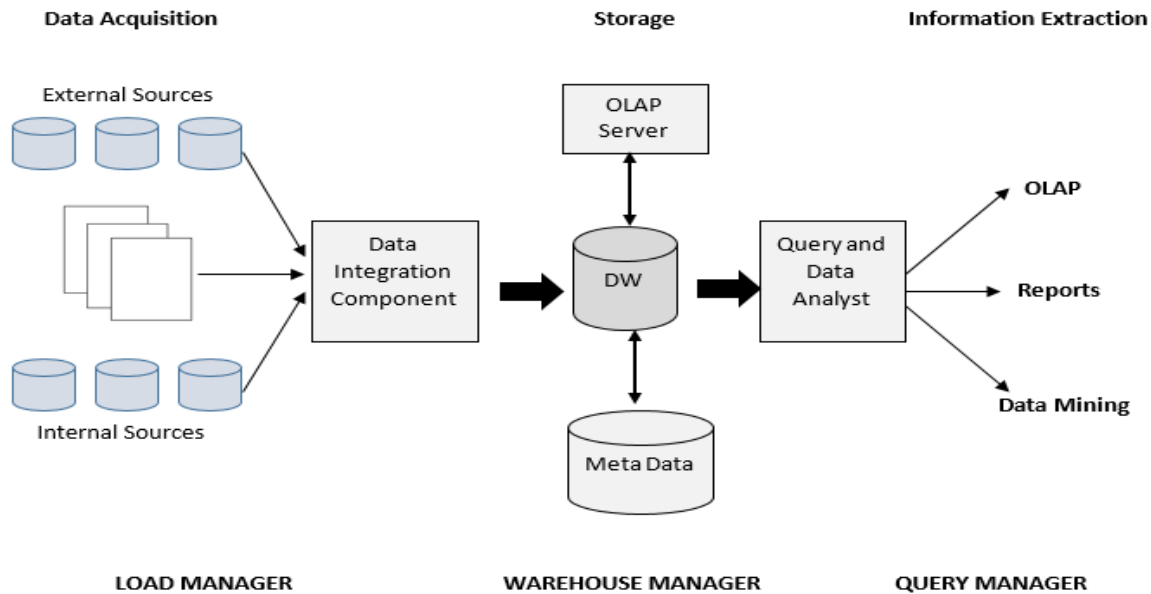 Data Acquisition
Storage
Information Extraction
External Sources
OLAP
Server
OLAP
Data
Integration
Component
DW
Query and
Data
Analyst
Reports
Data Mining
Internal Sources
Meta Data
LOAD MANAGER
WAREHOUSE MANAGER
QUERY MANAGER